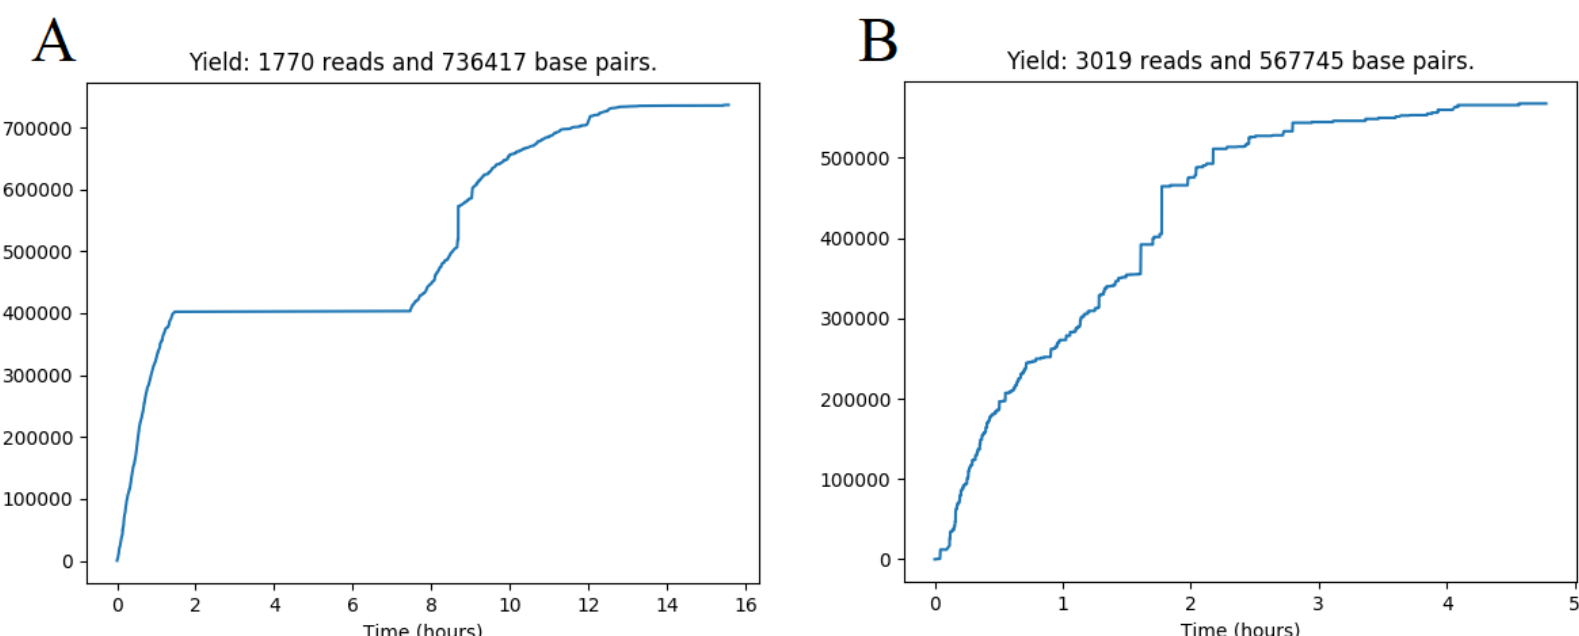 A
Yield: 1770 reads and 736417 base pairs.
700000
600000
500000
400000
300000
200000
100000
0
0 2 4 6 8 10 12 14 16
Time (hours)
B
Yield: 3019 reads and 567745 base pairs.
500000
400000
300000
200000
100000
0
0 1 2 3 4 5
Time (hours)